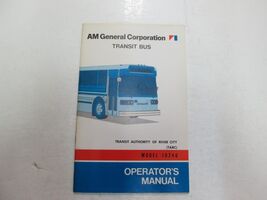 AM General Corporation
TRANSIT BUS
TRANSIT AUTHORITY OF RIVER CITY
(TARC)
MODEL 10240
OPERATOR'S
MANUAL